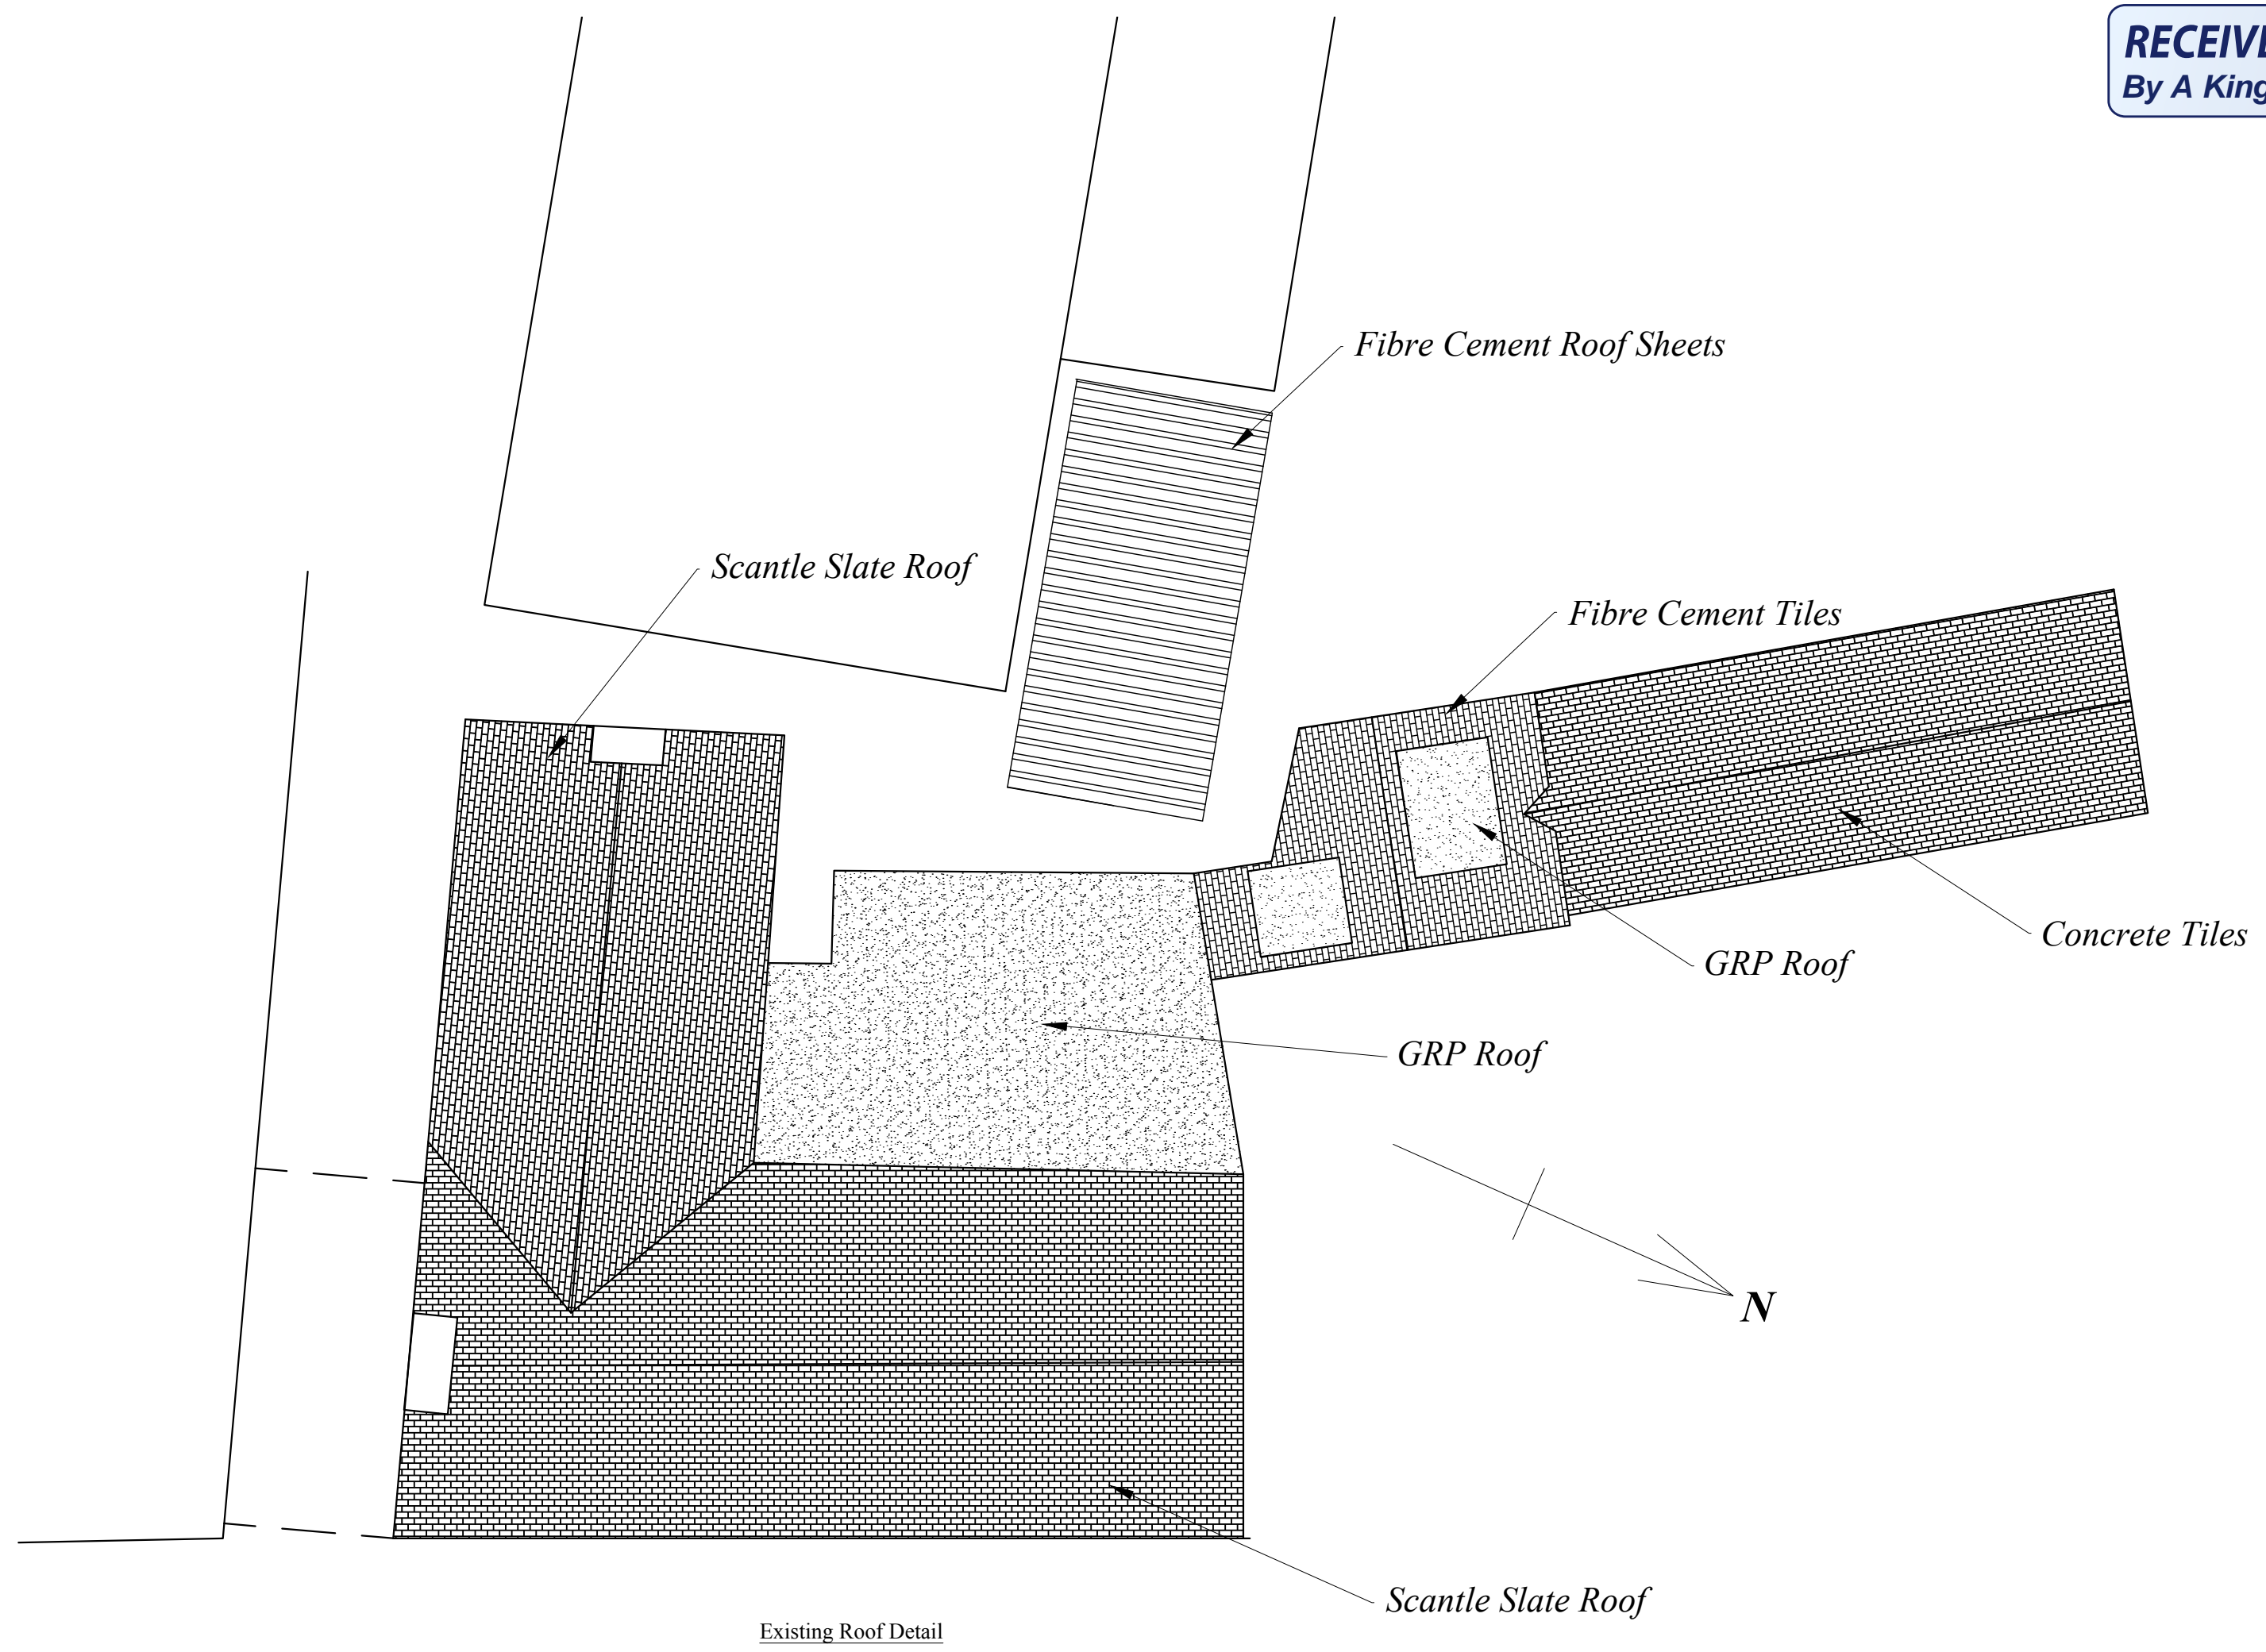 RECEIVE
By A King
Fibre Cement Roof Sheets
Scantle Slate Roof
Fibre Cement Tiles
Concrete Tiles
GRP Roof
GRP Roof
N
Scantle Slate Roof
Existing Roof Detail